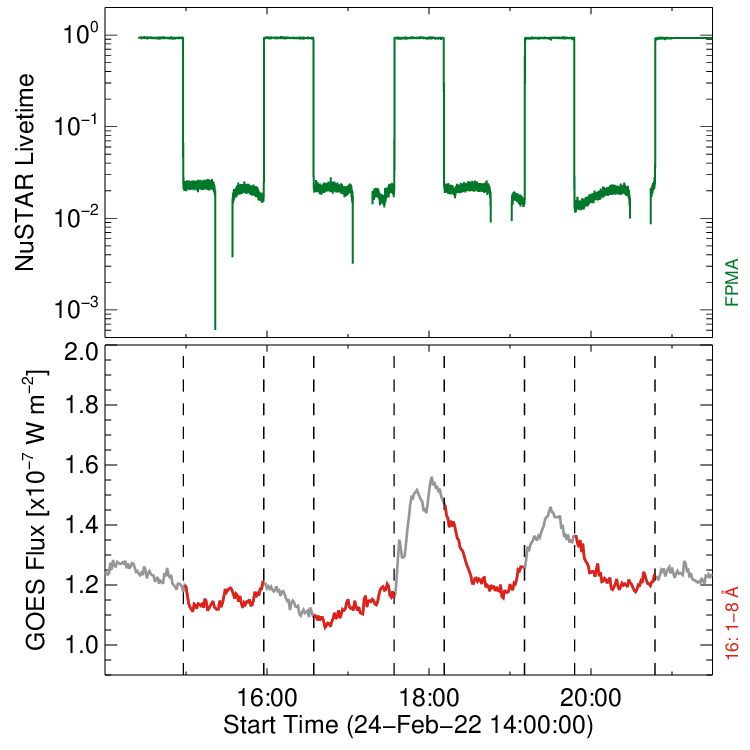 10⁰
10⁻¹
10⁻²
10⁻³
NuSTAR Livetime
FPMA
2.0
1.8
1.6
1.4
1.2
1.0
GOES Flux [x10⁻⁷ W m⁻²]
16: 1−8 Å
16:00 18:00 20:00
Start Time (24−Feb−22 14:00:00)